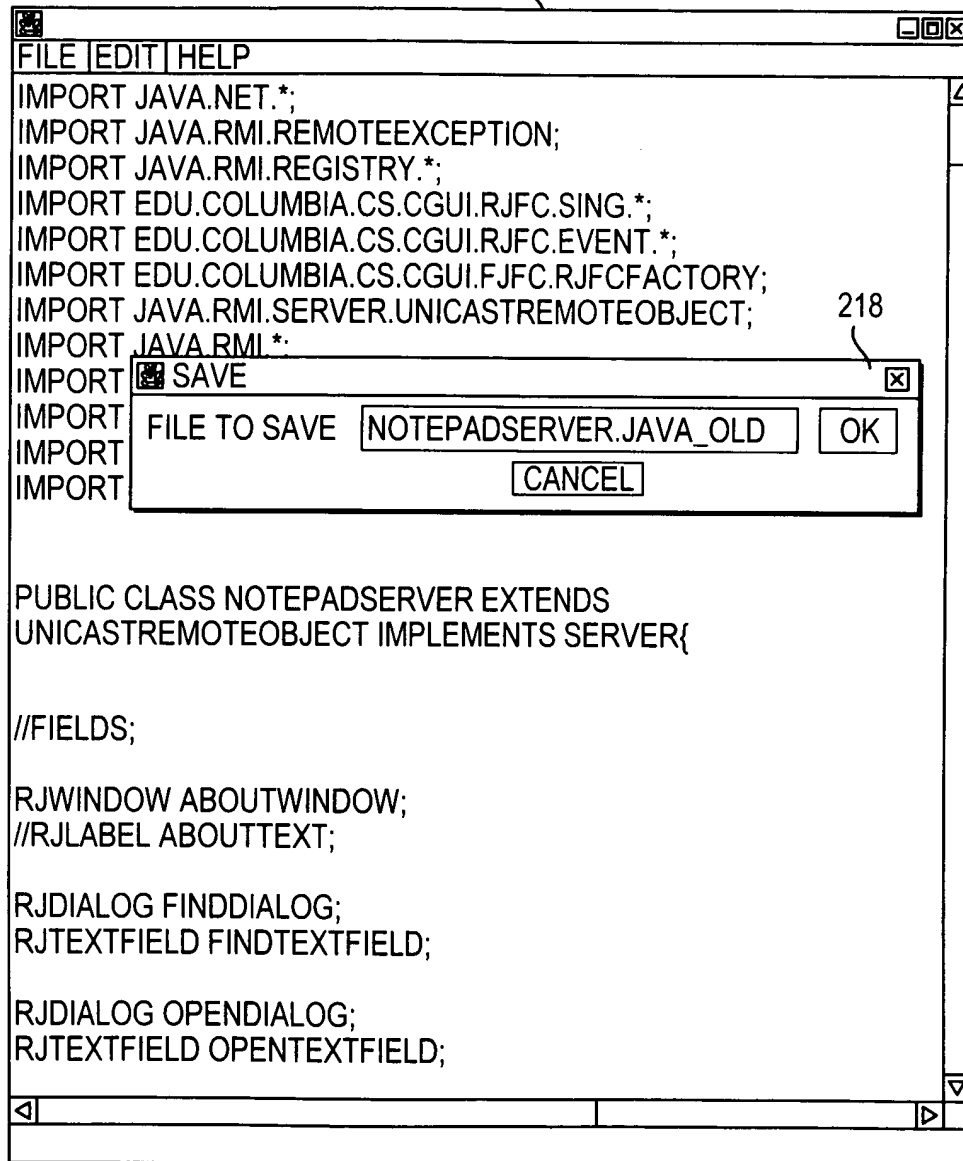 FILE EDIT HELP
IMPORT JAVA.NET.*;
IMPORT JAVA.RMI.REMOTEEXCEPTION;
IMPORT JAVA.RMI.REGISTRY.*;
IMPORT EDU.COLUMBIA.CS.CGUI.RJFC.SING.*;
IMPORT EDU.COLUMBIA.CS.CGUI.RJFC.EVENT.*;
IMPORT EDU.COLUMBIA.CS.CGUI.FJFC.RJFCFACTORY;
IMPORT JAVA.RMI.SERVER.UNICASTREMOTEOBJECT;
218
IMPORT JAVA.RMI.*;
IMPORT
IMPORT
IMPORT
IMPORT
SAVE
FILE TO SAVE NOTEPADSERVER.JAVA_OLD OK
CANCEL
PUBLIC CLASS NOTEPADSERVER EXTENDS
UNICASTREMOTEOBJECT IMPLEMENTS SERVER{
//FIELDS;
RJWINDOW ABOUTWINDOW;
//RJLABEL ABOUTTEXT;
RJDIALOG FINDDIALOG;
RJTEXTFIELD FINDTEXTFIELD;
RJDIALOG OPENDIALOG;
RJTEXTFIELD OPENTEXTFIELD;